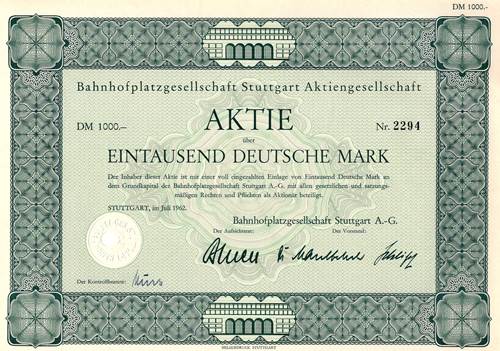 DM 1000.-
Bahnhofplatzgesellschaft Stuttgart Aktiengesellschaft
DM 1000.— AKTIE Nr. 2294
über
EINTAUSEND DEUTSCHE MARK
Der Inhaber dieser Aktie ist mit einer voll eingezahlten Einlage von Eintausend Deutsche Mark an
dem Grundkapital der Bahnhofplatzgesellschaft Stuttgart A.-G. mit allen gesetzlichen und satzungs-
mäßigen Rechten und Pflichten als Aktionär beteiligt.
STUTTGART, im Juli 1962.
Bahnhofplatzgesellschaft Stuttgart A.-G.
Der Aufsichtsrat: Der Vorstand:
Der Kontrollbeamte: